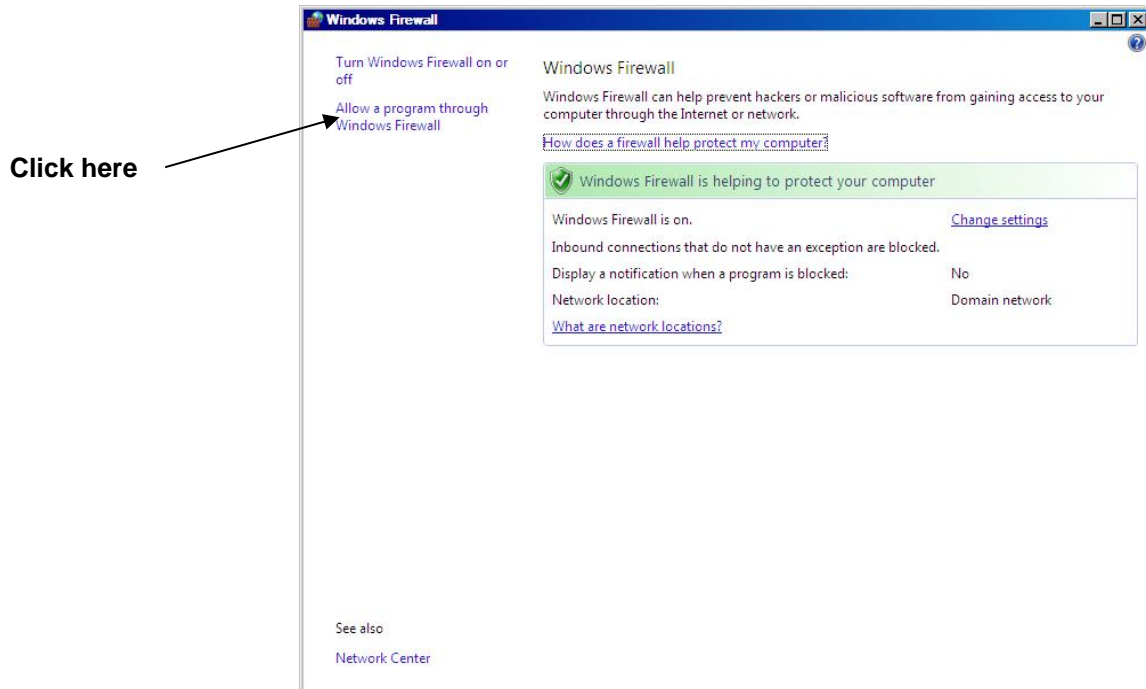 Windows Firewall
Turn Windows Firewall on or
off
Allow a program through
Windows Firewall
Click here
Windows Firewall
Windows Firewall can help prevent hackers or malicious software from gaining access to your
computer through the Internet or network.
How does a firewall help protect my computer?
Windows Firewall is helping to protect your computer
Windows Firewall is on. Change settings
Inbound connections that do not have an exception are blocked.
Display a notification when a program is blocked: No
Network location: Domain network
What are network locations?
See also
Network Center